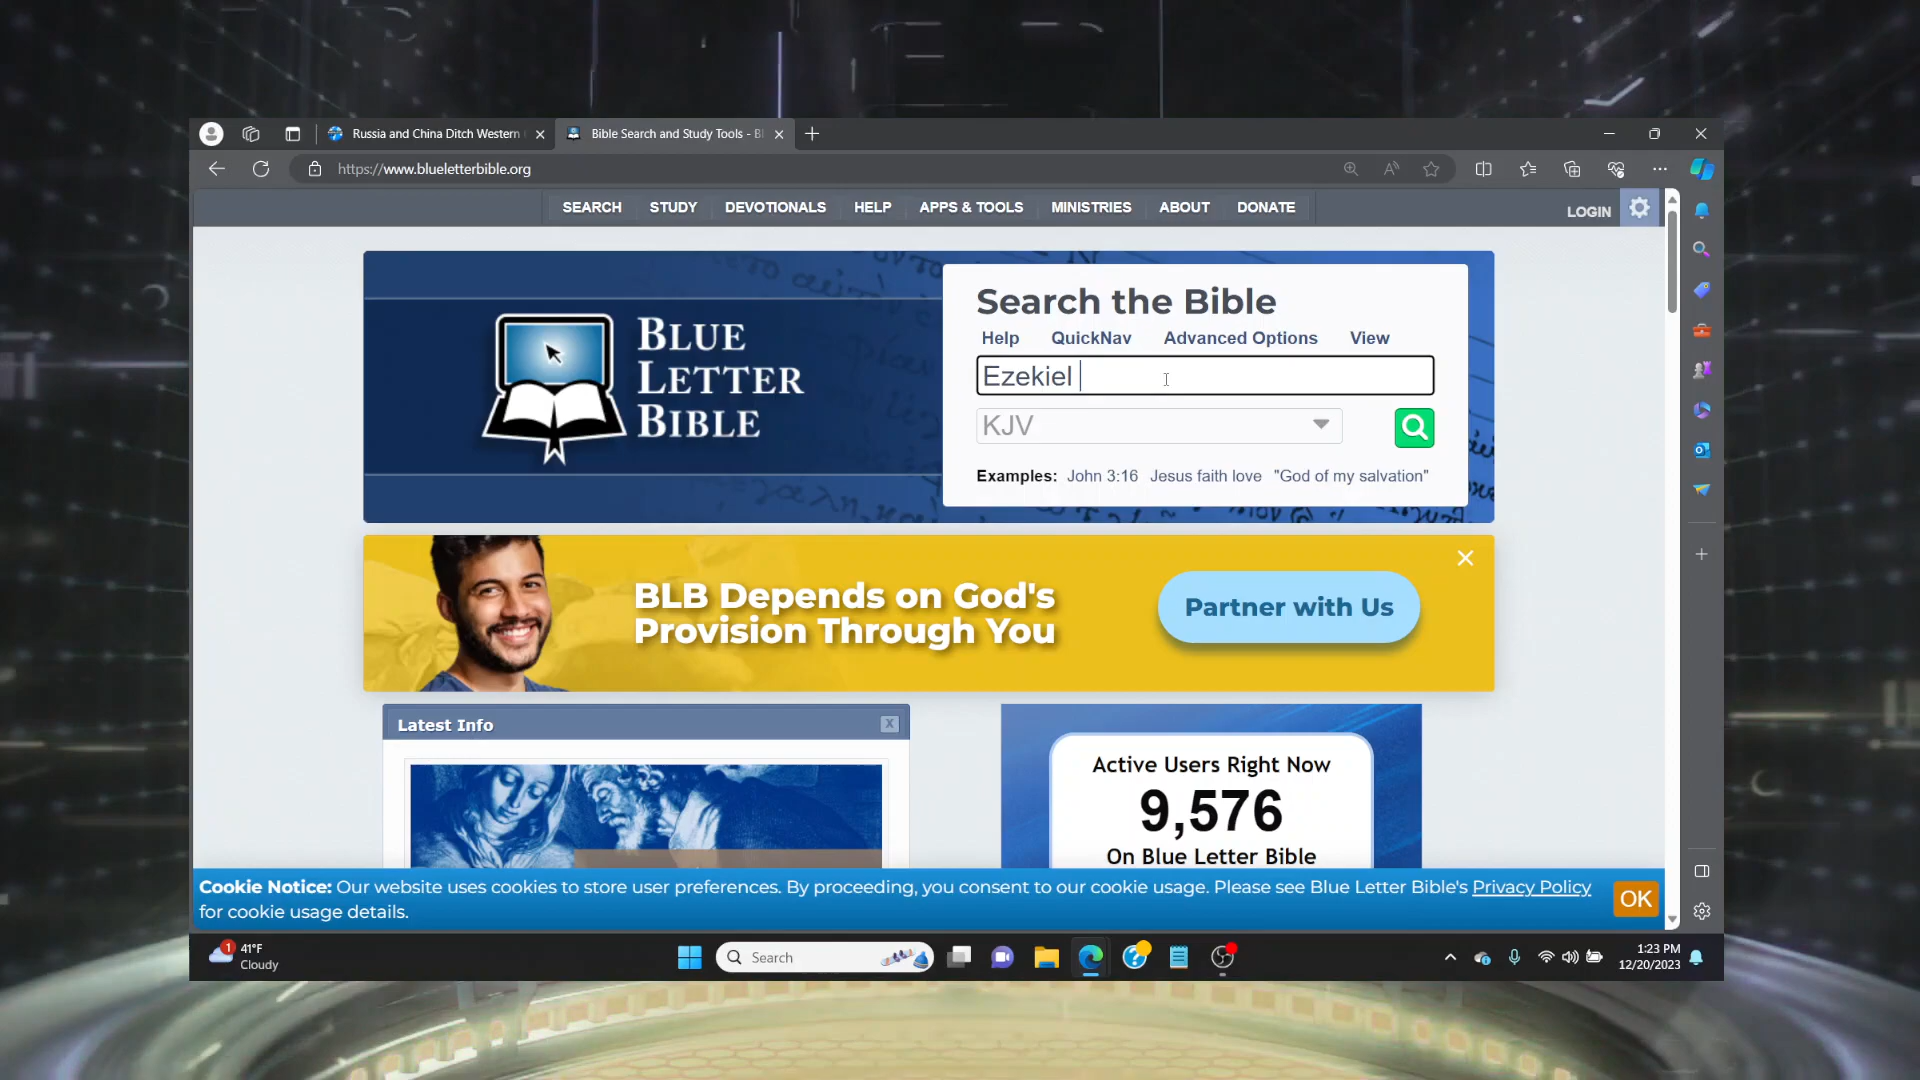 Russia and China Ditch Western
Bible Search and Study Tools - Bl
https://www.blueletterbible.org
SEARCH STUDY DEVOTIONALS HELP APPS & TOOLS MINISTRIES ABOUT DONATE
LOGIN
BLUE
LETTER
BIBLE
Search the Bible
Help QuickNav Advanced Options View
Ezekiel
KJV
Examples: John 3:16 Jesus faith love "God of my salvation"
BLB Depends on God's
Provision Through You
Partner with Us
Latest Info
X
Active Users Right Now
9,576
On Blue Letter Bible
Cookie Notice: Our website uses cookies to store user preferences. By proceeding, you consent to our cookie usage. Please see Blue Letter Bible's Privacy Policy
for cookie usage details.
OK
1
41°F
Cloudy
Search
1:23 PM
12/20/2023